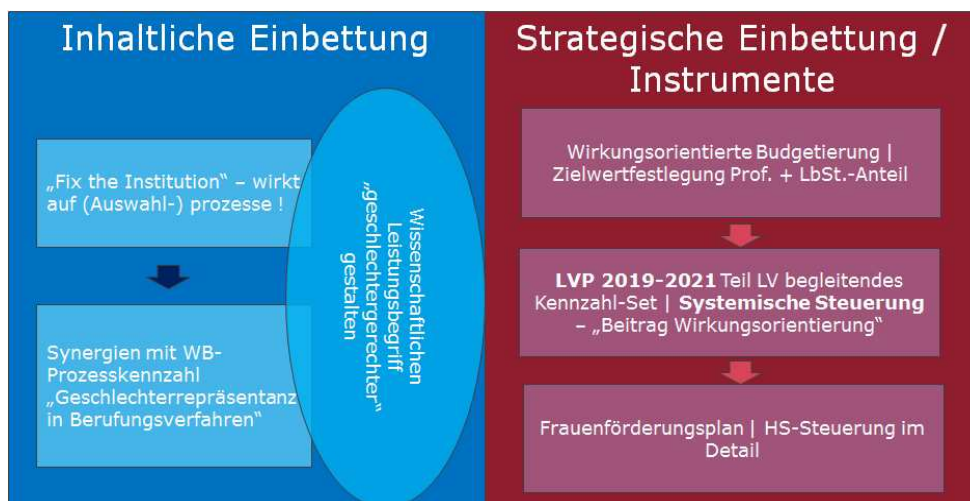 Inhaltliche Einbettung
„Fix the Institution“ – wirkt
auf (Auswahl-) prozesse !
Synergien mit WB-
Prozesskennzahl
„Geschlechterrepräsentanz
in Berufungsverfahren“
Wissenschaftlichen
Leistungsbegriff
„geschlechtergerechter“
gestalten
Strategische Einbettung /
Instrumente
Wirkungsorientierte Budgetierung |
Zielwertfestlegung Prof. + LbSt.-Anteil
LVP 2019-2021 Teil LV begleitendes
Kennzahl-Set | Systemische Steuerung
– „Beitrag Wirkungsorientierung“
Frauenförderungsplan | HS-Steuerung im
Detail